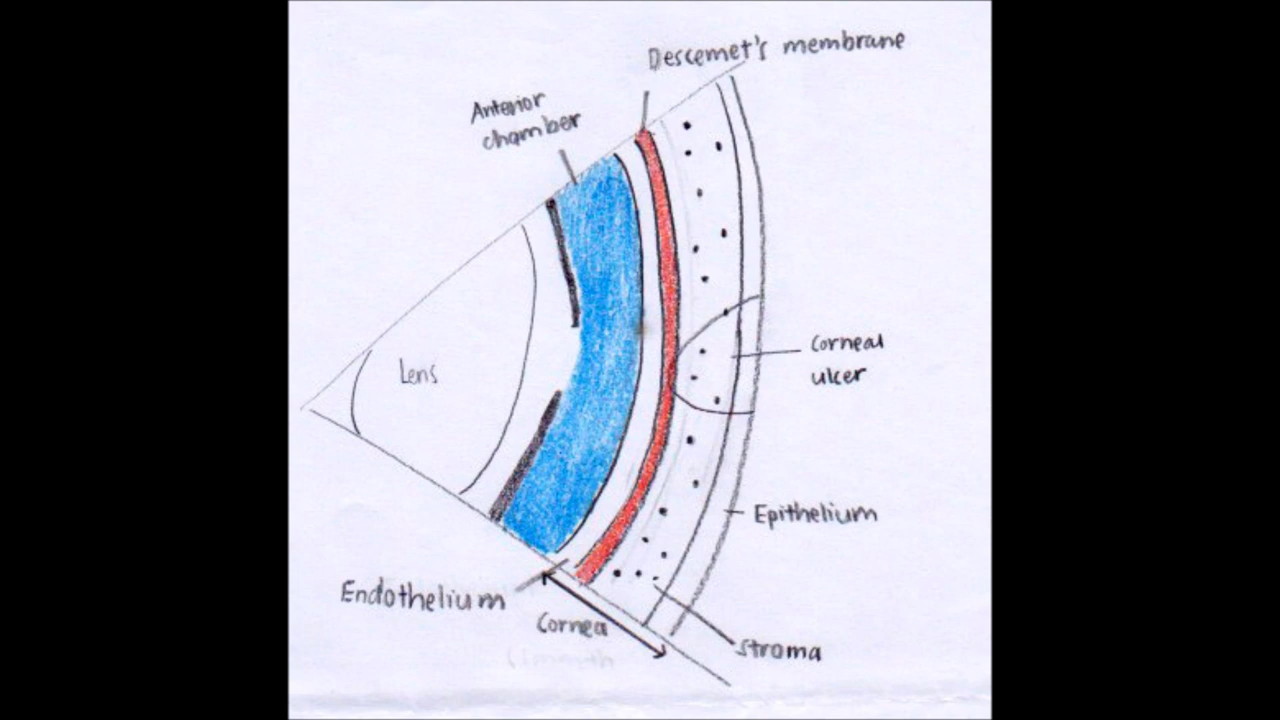 Descemet's membrane
Anterior
chamber
Lens
Corneal
ulcer
Epithelium
Endothelium
Cornea
Stroma